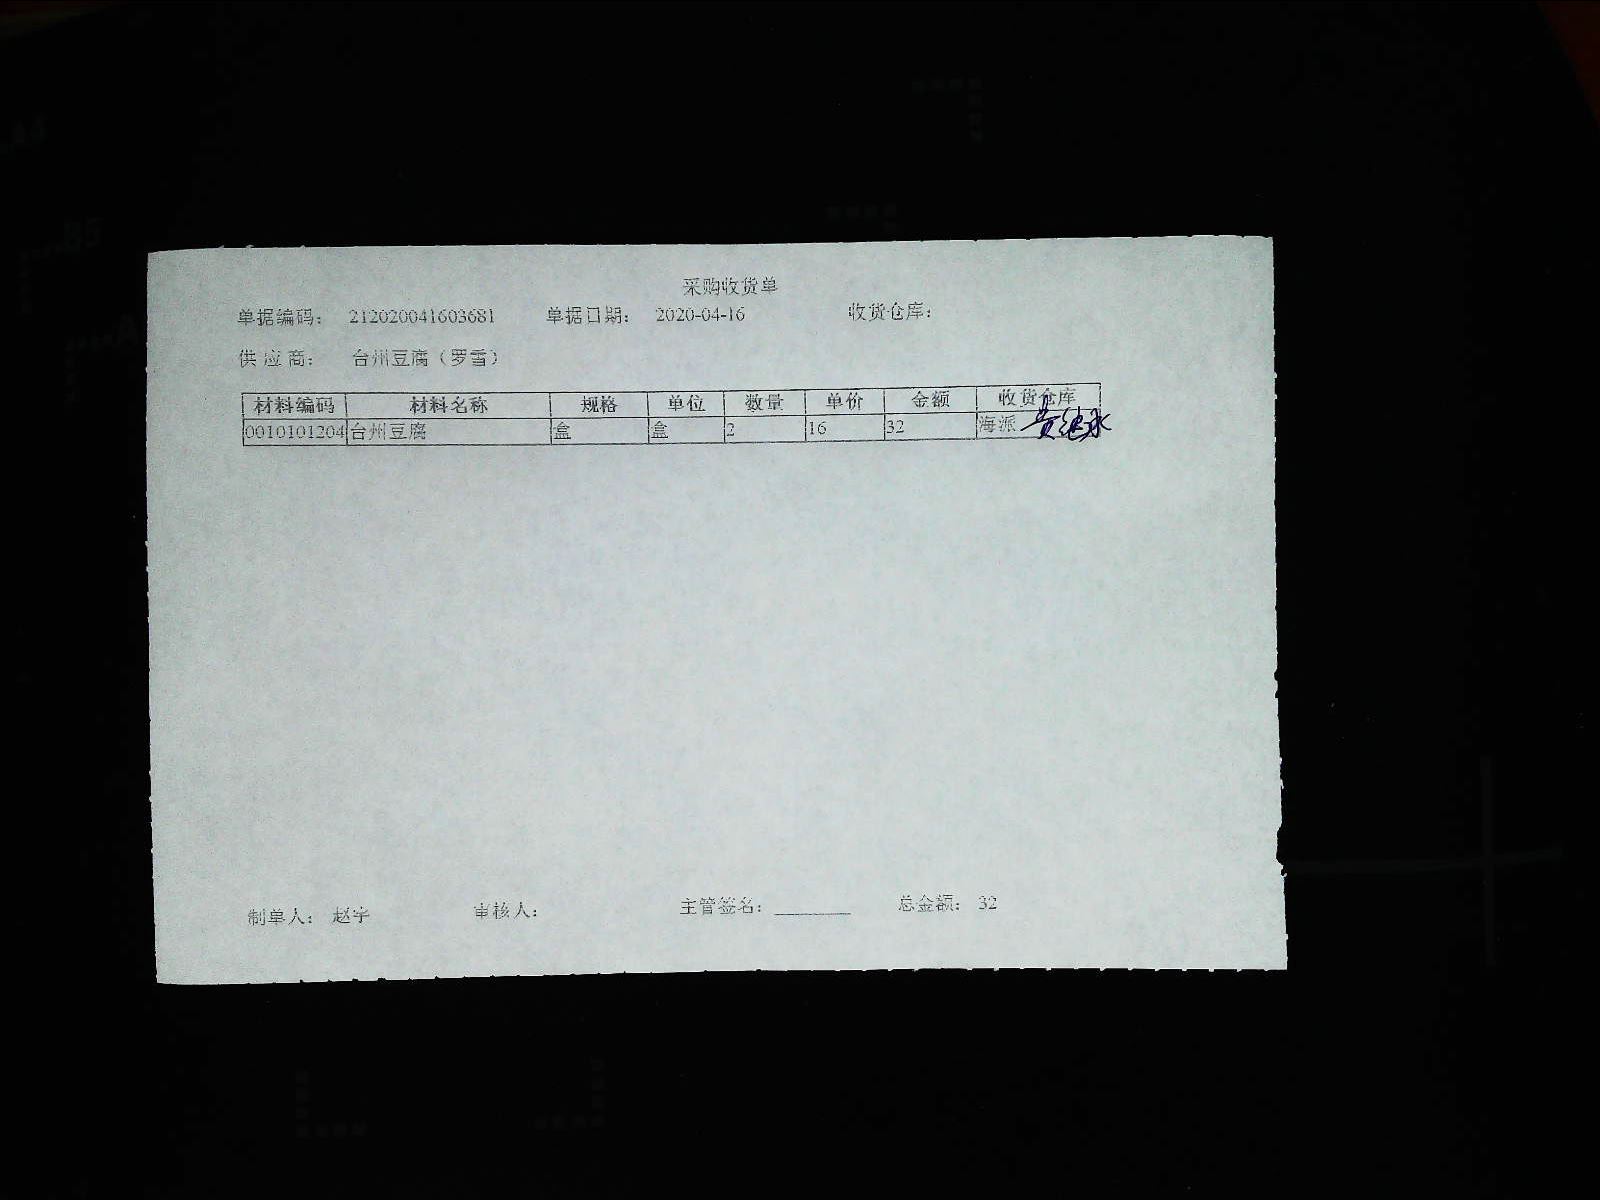 采购收货单
单据编码: 212020041603681 单据日期: 2020-04-16 收货仓库:
供应商: 台州豆腐（罗雪）
材料编码 材料名称 规格 单位 数量 单价 金额 收货仓库
0010101204 台州豆腐 盒 盒 2 16 32 海派
制单人: 赵宇 审核人: 主管签名: 总金额: 32